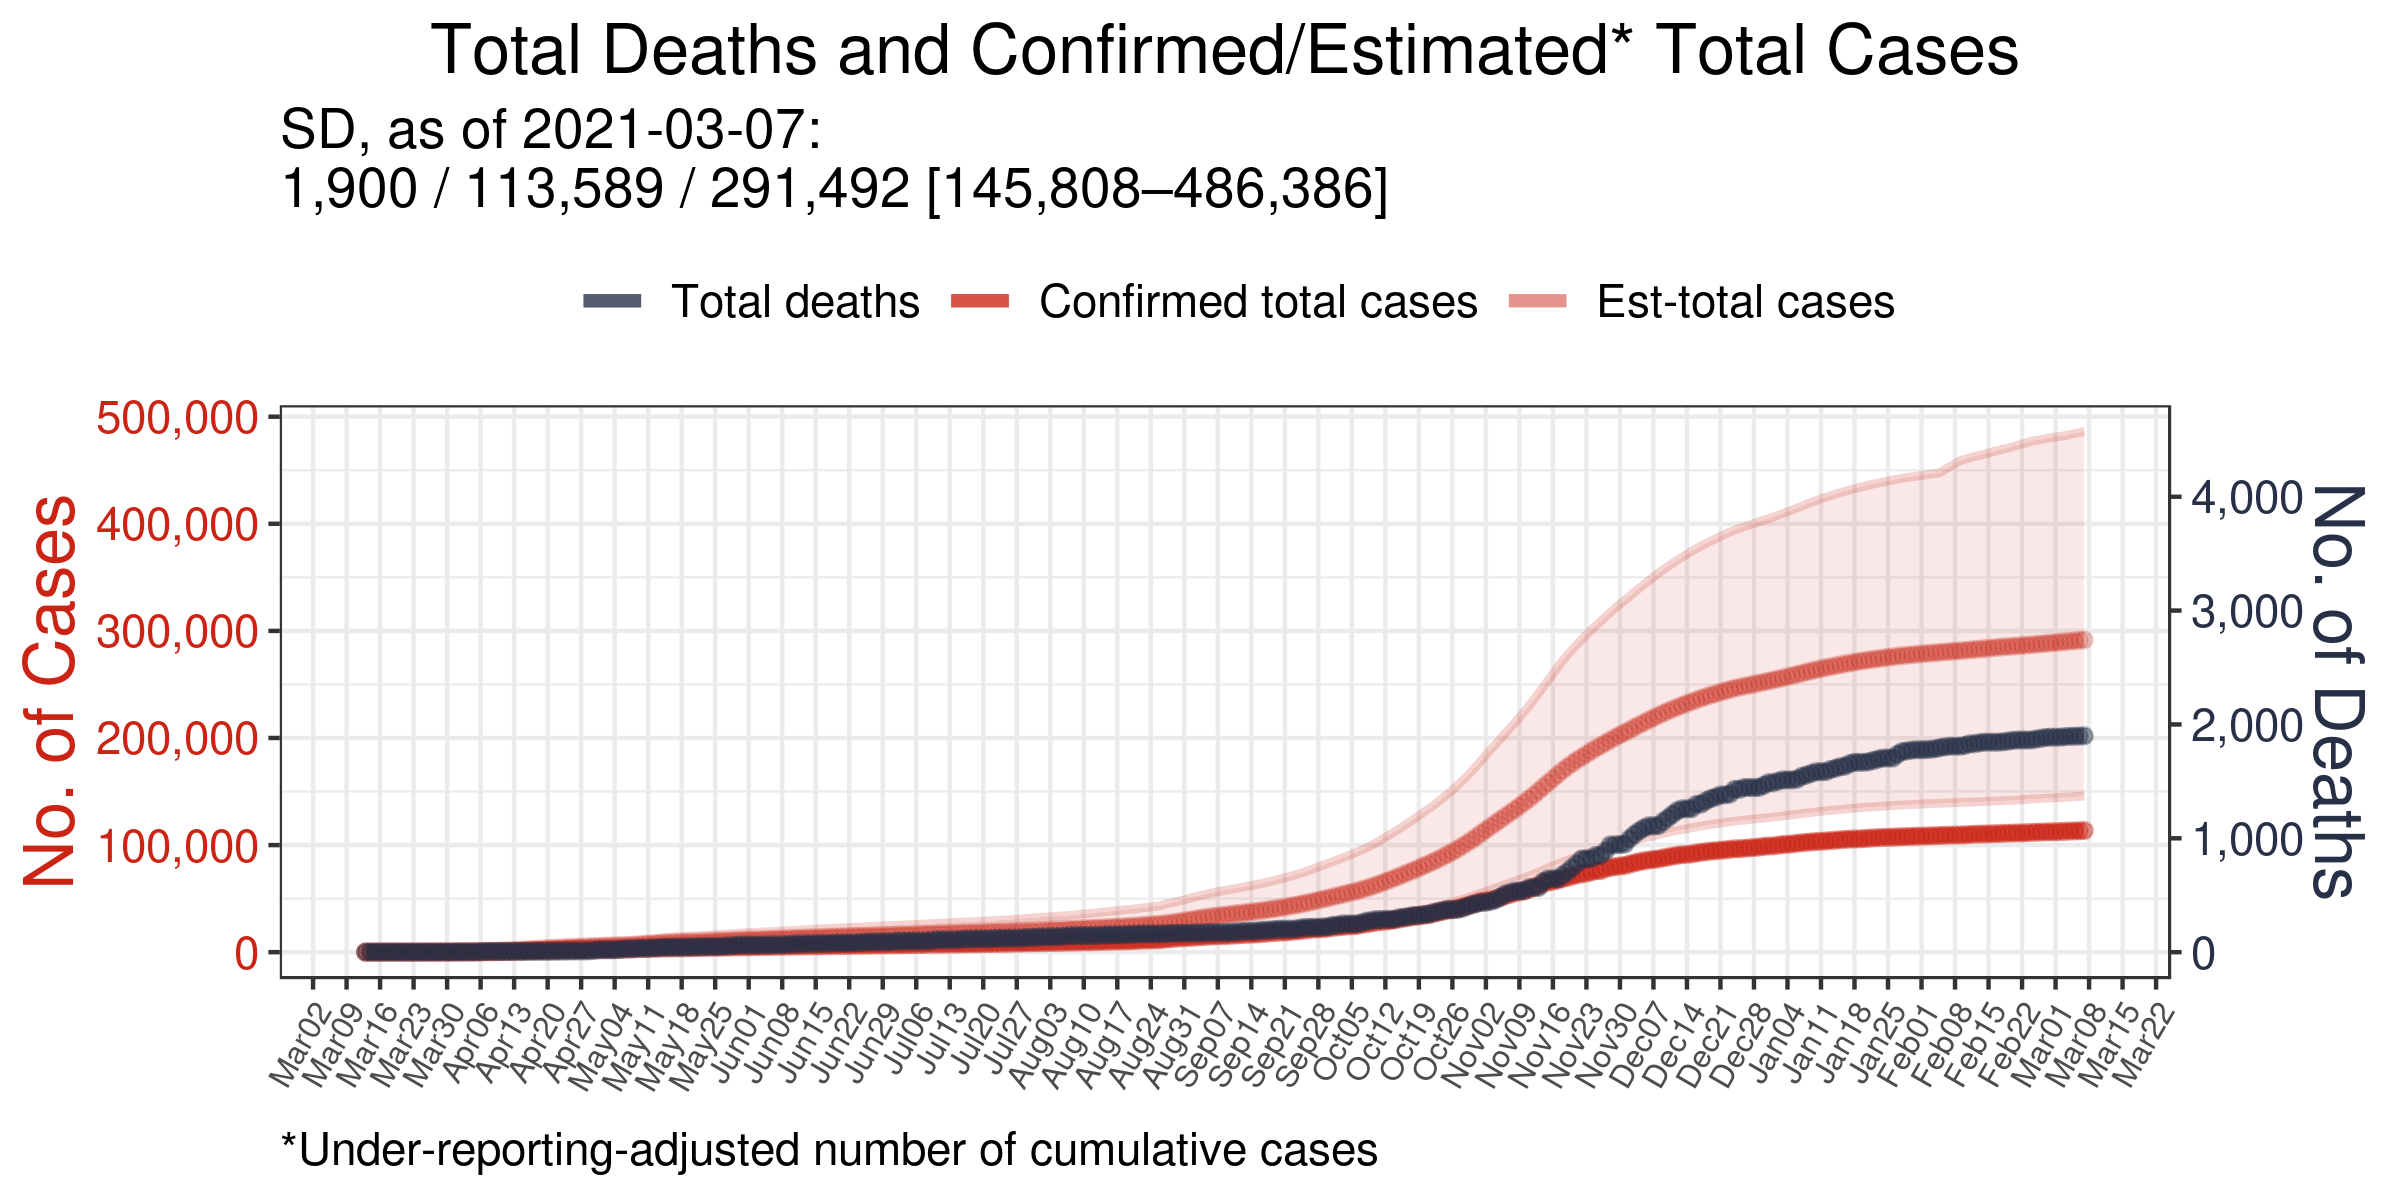 Total Deaths and Confirmed/Estimated* Total Cases
SD, as of 2021-03-07:
1,900 / 113,589 / 291,492 [145,808–486,386]
Total deaths
Confirmed total cases
Est-total cases
No. of Cases
500,000
400,000
300,000
200,000
100,000
0
4,000
3,000
2,000
1,000
0
No. of Deaths
Mar02
Mar09
Mar16
Mar23
Mar30
Apr06
Apr13
Apr20
Apr27
May04
May11
May18
May25
Jun01
Jun08
Jun15
Jun22
Jun29
Jul06
Jul13
Jul20
Jul27
Aug03
Aug10
Aug17
Aug24
Aug31
Sep07
Sep14
Sep21
Sep28
Oct05
Oct12
Oct19
Oct26
Nov02
Nov09
Nov16
Nov23
Nov30
Dec07
Dec14
Dec21
Dec28
Jan04
Jan11
Jan18
Jan25
Feb01
Feb08
Feb15
Feb22
Mar01
Mar08
Mar15
Mar22
*Under-reporting-adjusted number of cumulative cases